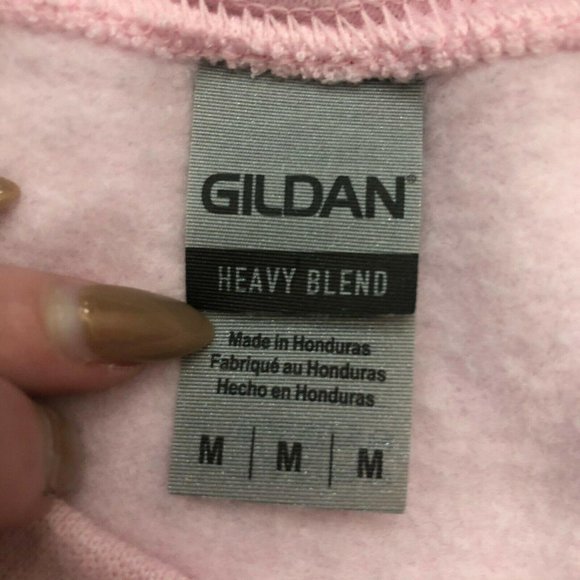 GILDAN®
HEAVY BLEND
Made in Honduras
Fabriqué au Honduras
Hecho en Honduras
M | M | M